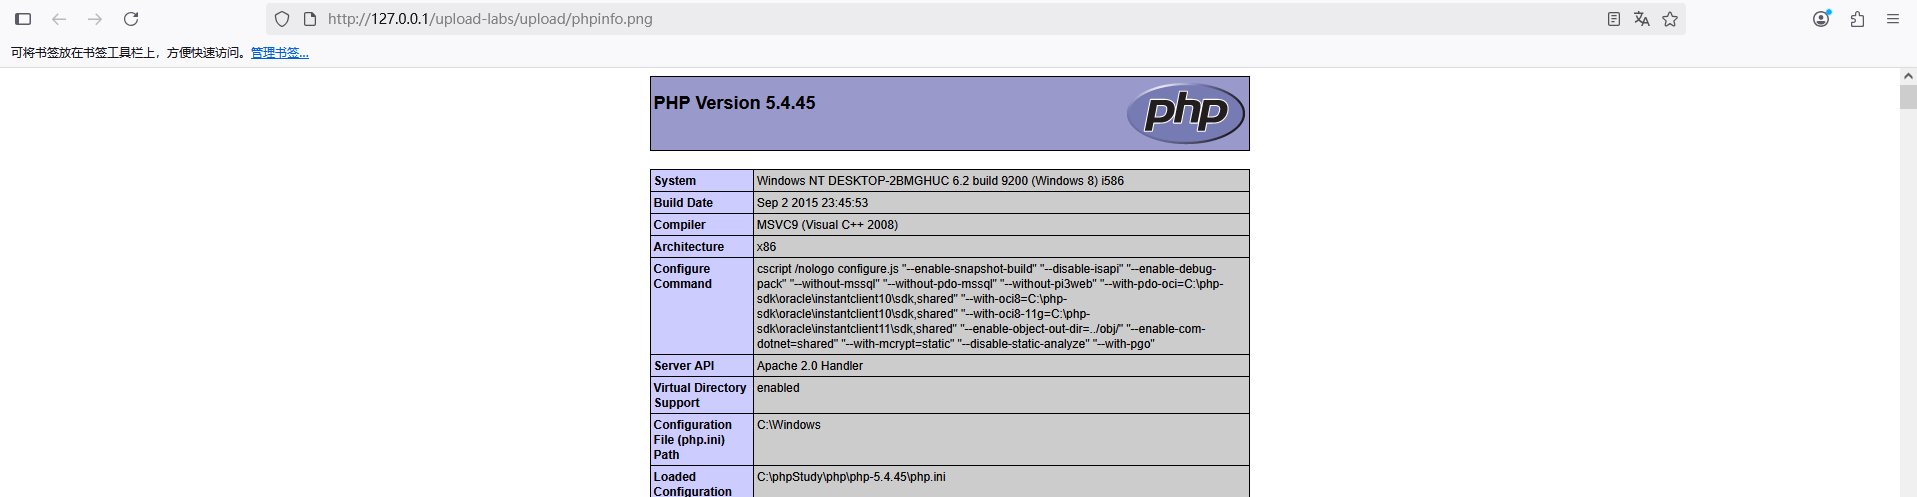 http://127.0.0.1/upload-labs/upload/phpinfo.png
可将书签放在书签工具栏上，方便快速访问。管理书签...
PHP Version 5.4.45
php
System
Windows NT DESKTOP-2BMGHUC 6.2 build 9200 (Windows 8) i586
Build Date
Sep 2 2015 23:45:53
Compiler
MSVC9 (Visual C++ 2008)
Architecture
x86
Configure
Command
cscript /nologo configure.js "--enable-snapshot-build" "--disable-isapi" "--enable-debug-
pack" "--without-mssql" "--without-pdo-mssql" "--without-pi3web" "--with-pdo-oci=C:\php-
sdk\oracle\instantclient10\sdk,shared" "--with-oci8=C:\php-
sdk\oracle\instantclient10\sdk,shared" "--with-oci8-11g=C:\php-
sdk\oracle\instantclient11\sdk,shared" "--enable-object-out-dir=../obj/" "--enable-com-
dotnet=shared" "--with-mcrypt=static" "--disable-static-analyze" "--with-pgo"
Server API
Apache 2.0 Handler
Virtual Directory
Support
enabled
Configuration
File (php.ini)
Path
C:\Windows
Loaded
Configuration
C:\phpStudy\php\php-5.4.45\php.ini